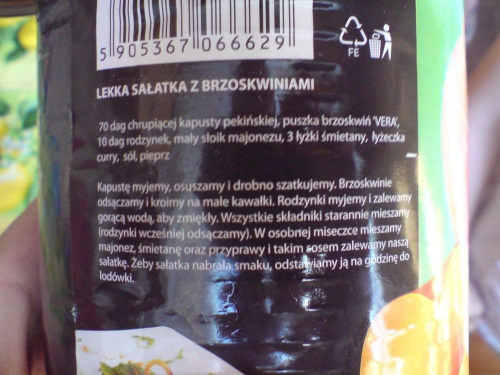 5 905367 066629
FE
LEKKA SAŁATKA Z BRZOSKWINIAMI
70 dag chrupiącej kapusty pekińskiej, puszka brzoskwiń 'VERA',
10 dag rodzynek, mały słoik majonezu, 3 łyżki śmietany, łyżeczka
curry, sól, pieprz
Kapustę myjemy, osuszamy i drobno szatkujemy. Brzoskwinie
odsączamy i kroimy na małe kawałki. Rodzynki myjemy i zalewamy
gorącą wodą, aby zmiękły. Wszystkie składniki starannie mieszamy
(rodzynki wcześniej odsączamy). W osobnej miseczce mieszamy
majonez, śmietanę oraz przyprawy i takim sosem zalewamy naszą
sałatkę. Żeby sałatka nabrała smaku, odstawiamy ją na godzinę do
lodówki.